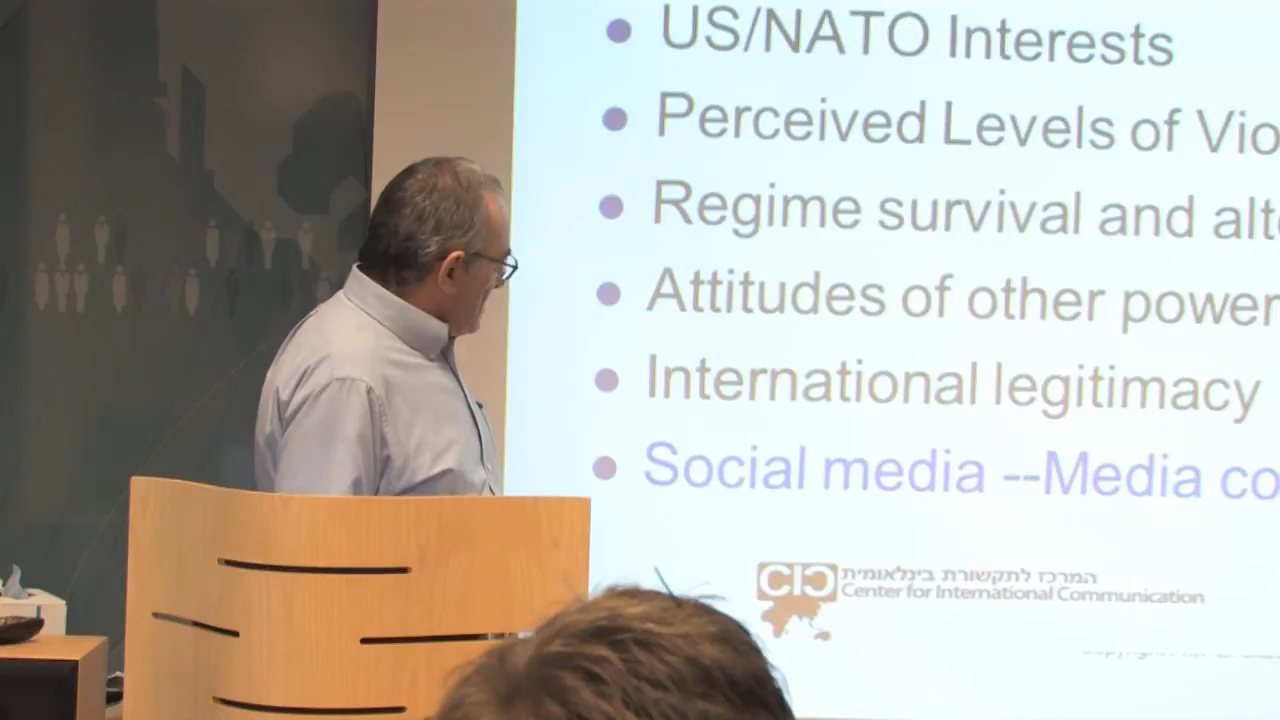 US/NATO Interests
Perceived Levels of Vio
Regime survival and alt
Attitudes of other power
International legitimacy
Social media --Media co
CIC
המרכז לתקשורת בינלאומית
Center for International Communication